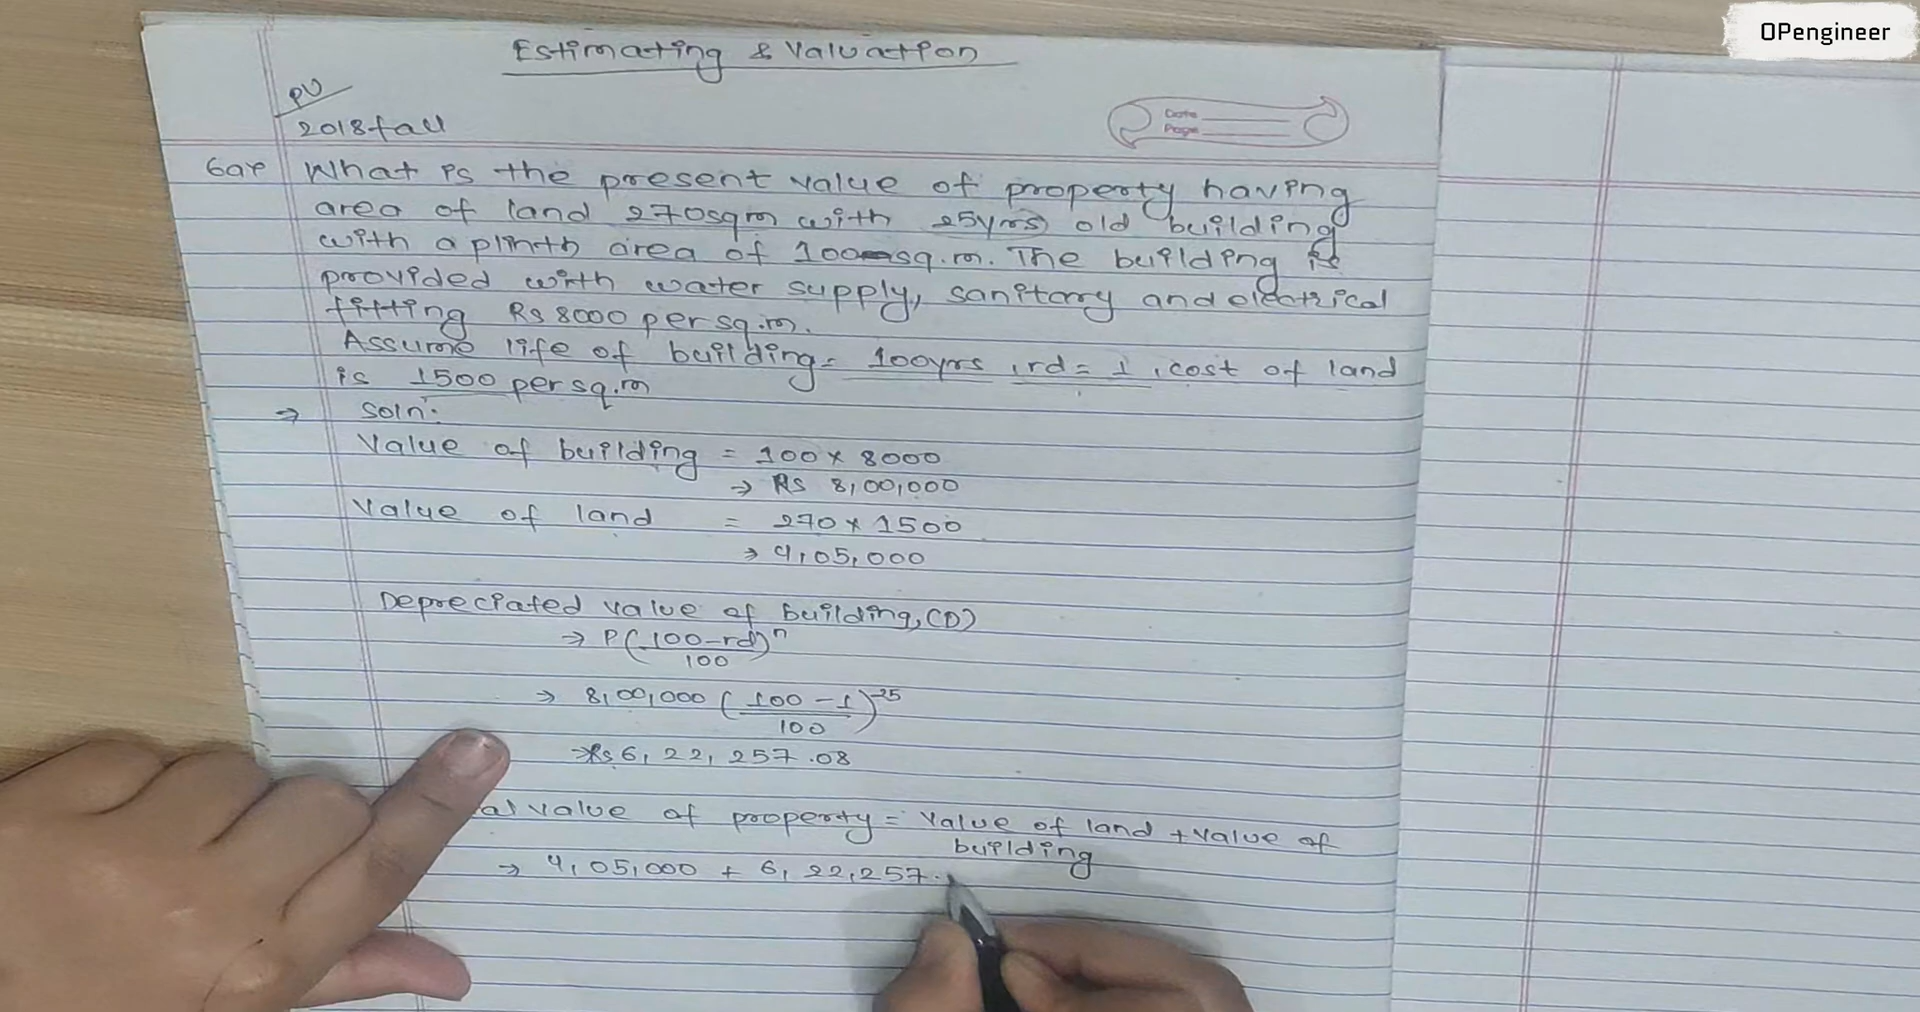 OPengineer
Estimating & Valuation
PU
2018 fall
Date
Page
6a) What is the present value of property having
area of land 270sqm with 25yrs old building
with a plinth area of 100 sq.m. The building is
provided with water supply, sanitary and electrical
fitting Rs 8000 per sq.m.
Assume life of building = 100yrs, rd = 1, cost of land
is 1500 per sq.m
⇒ Soln:
Value of building = 100 × 8000
→ Rs 8,00,000
Value of land = 270 × 1500
→ 4,05,000
Depreciated value of building, (D)
→ P(100-rd)^n
100
→ 8,00,000 (100 - 1)^25
100
→ Rs 6,22,257.08
al value of property = Value of land + value of
building
→ 4,05,000 + 6,22,257.